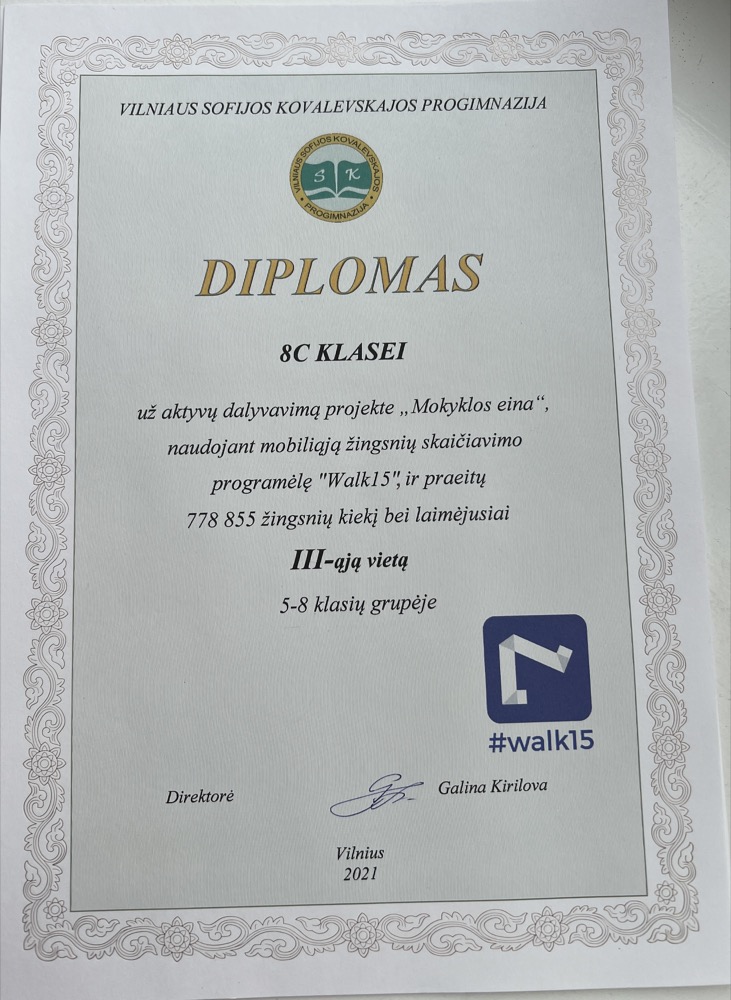 VILNIAUS SOFIJOS KOVALEVSKAJOS PROGIMNAZIJA
VILNIAUS SOFIJOS KOVALEVSKAJOS
S K
• PROGIMNAZIJA •
DIPLOMAS
8C KLASEI
už aktyvų dalyvavimą projekte ,,Mokyklos eina“,
naudojant mobiliąją žingsnių skaičiavimo
programėlę "Walk15", ir praeitų
778 855 žingsnių kiekį bei laimėjusiai
III-ąją vietą
5-8 klasių grupėje
#walk15
Direktorė Galina Kirilova
Vilnius
2021